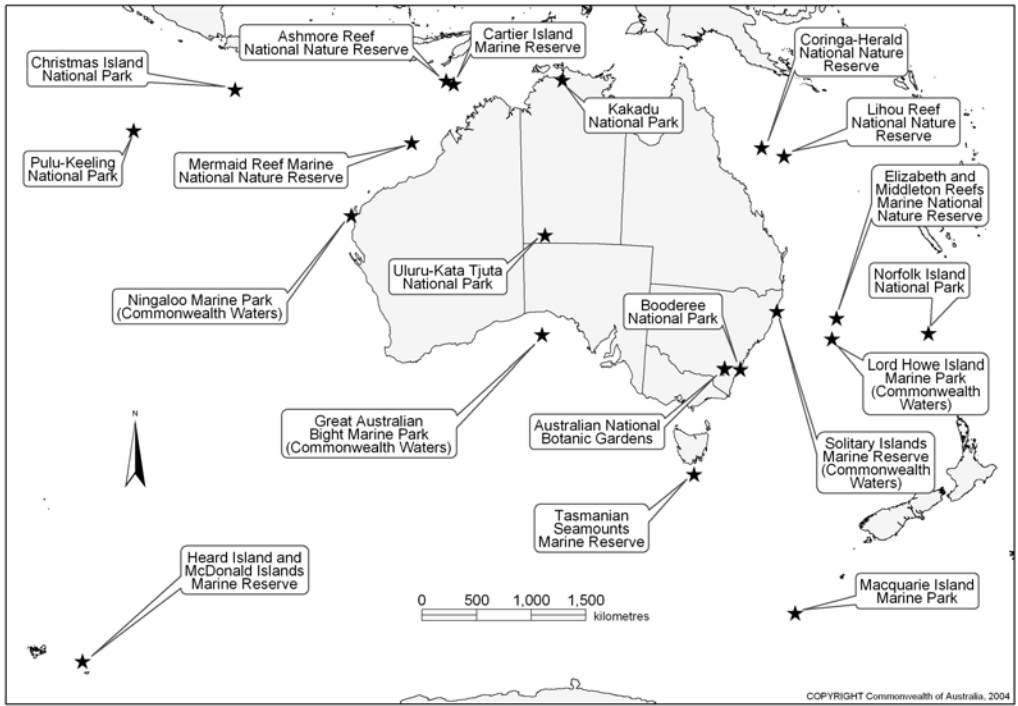 Christmas Island
National Park
Ashmore Reef
National Nature Reserve
Cartier Island
Marine Reserve
Coringa-Herald
National Nature
Reserve
Kakadu
National Park
Lihou Reef
National Nature
Reserve
Pulu-Keeling
National Park
Mermaid Reef Marine
National Nature Reserve
Elizabeth and
Middleton Reefs
Marine National
Nature Reserve
Uluru-Kata Tjuta
National Park
Norfolk Island
National Park
Ningaloo Marine Park
(Commonwealth Waters)
Booderee
National Park
Lord Howe Island
Marine Park
(Commonwealth
Waters)
Great Australian
Bight Marine Park
(Commonwealth Waters)
Australian National
Botanic Gardens
Solitary Islands
Marine Reserve
(Commonwealth
Waters)
N
Tasmanian
Seamounts
Marine Reserve
Heard Island and
McDonald Islands
Marine Reserve
Macquarie Island
Marine Park
0 500 1,000 1,500
kilometres
COPYRIGHT Commonwealth of Australia, 2004